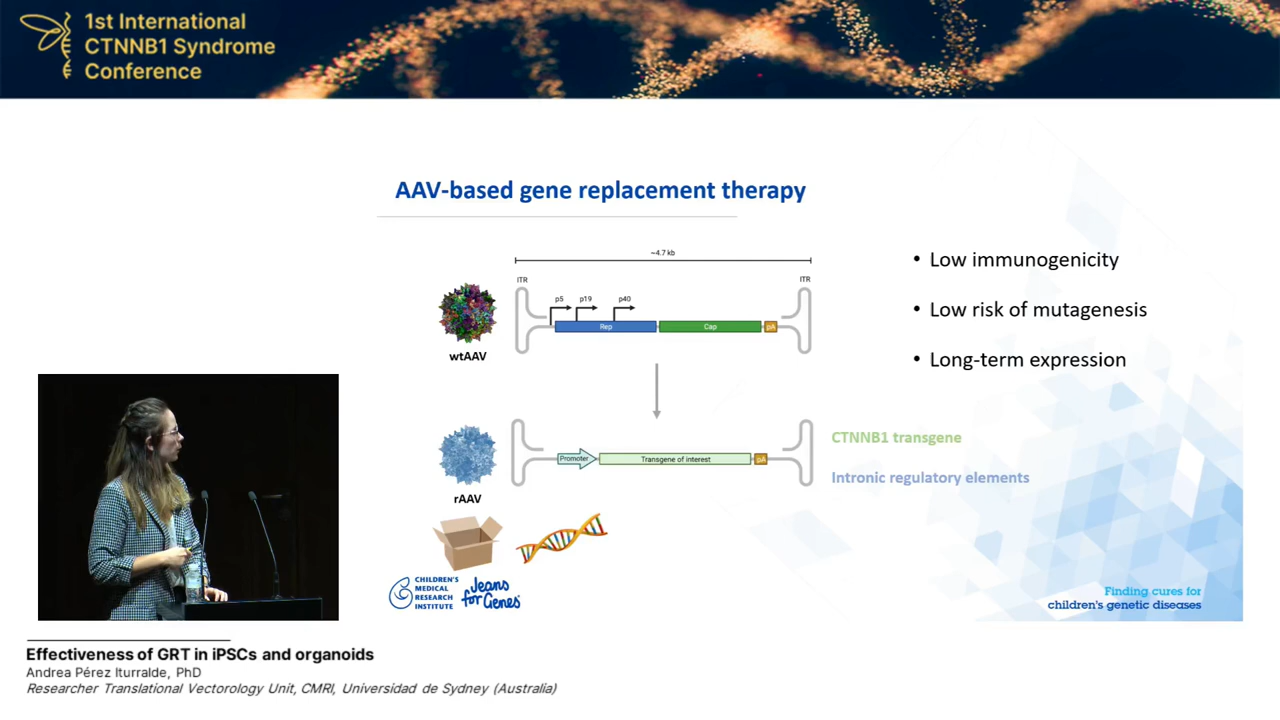 1st International
CTNNB1 Syndrome
Conference
AAV-based gene replacement therapy
~4.7 kb
ITR
ITR
p5
p19
p40
Rep
Cap
pA
wtAAV
• Low immunogenicity
• Low risk of mutagenesis
• Long-term expression
Promoter
Transgene of interest
pA
rAAV
CTNNB1 transgene
Intronic regulatory elements
CHILDREN'S
MEDICAL
RESEARCH
INSTITUTE
Jeans
for Genes
Finding cures for
children's genetic diseases
Effectiveness of GRT in iPSCs and organoids
Andrea Pérez Iturralde, PhD
Researcher Translational Vectorology Unit, CMRI, Universidad de Sydney (Australia)